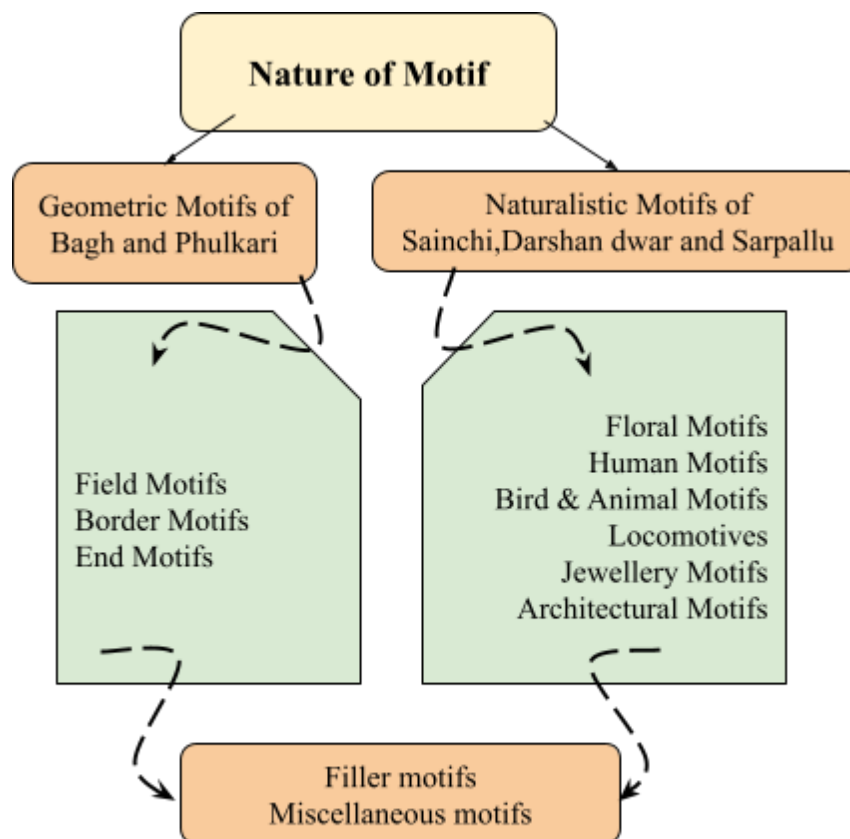 Nature of Motif
Geometric Motifs of
Bagh and Phulkari
Naturalistic Motifs of
Sainchi,Darshan dwar and Sarpallu
Field Motifs
Border Motifs
End Motifs
Floral Motifs
Human Motifs
Bird & Animal Motifs
Locomotives
Jewellery Motifs
Architectural Motifs
Filler motifs
Miscellaneous motifs